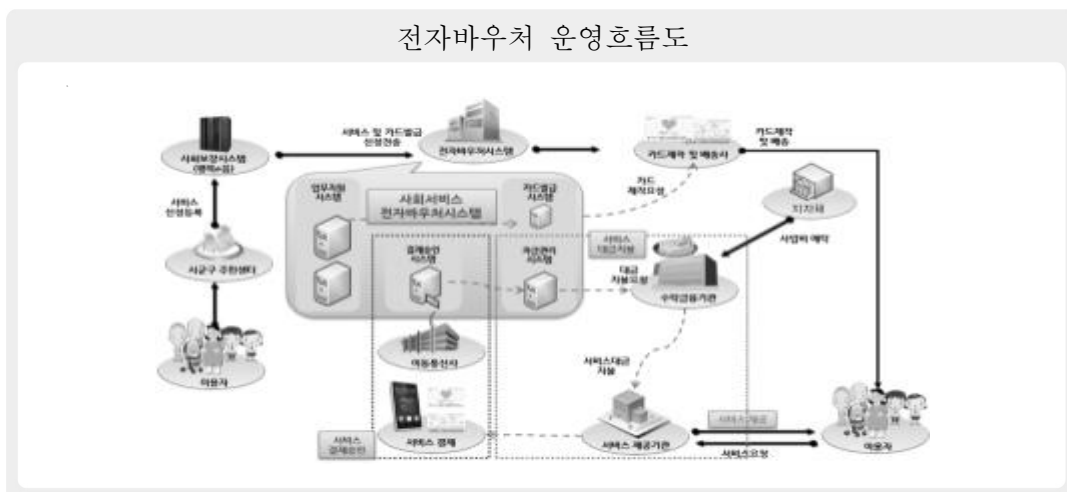 전자바우처 운영흐름도
서비스 및 카드발급
신청전송
카드제작
및 배송
전자바우처시스템
카드제작 및 배송사
사회보장시스템
(행복e음)
업무지원
시스템
사회서비스
전자바우처시스템
카드발급
시스템
카드
제작요청
지자체
서비스
신청등록
서비스
대금지불
사업비 예탁
결제승인
시스템
자금관리
시스템
대금
지불요청
시군구 주민센터
수탁금융기관
이동통신사
서비스대금
지불
이용자
서비스 제공
서비스
결제승인
서비스 결제
서비스 제공기관
서비스요청
이용자